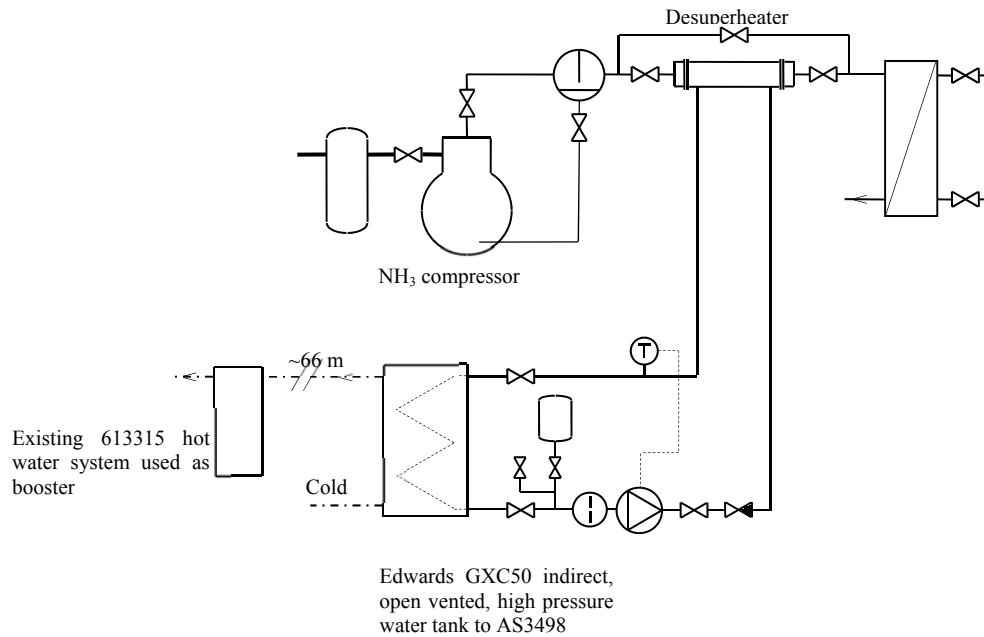 Desuperheater
NH₃ compressor
~66 m
T
Existing 613315 hot
water system used as
booster
Cold
Edwards GXC50 indirect,
open vented, high pressure
water tank to AS3498